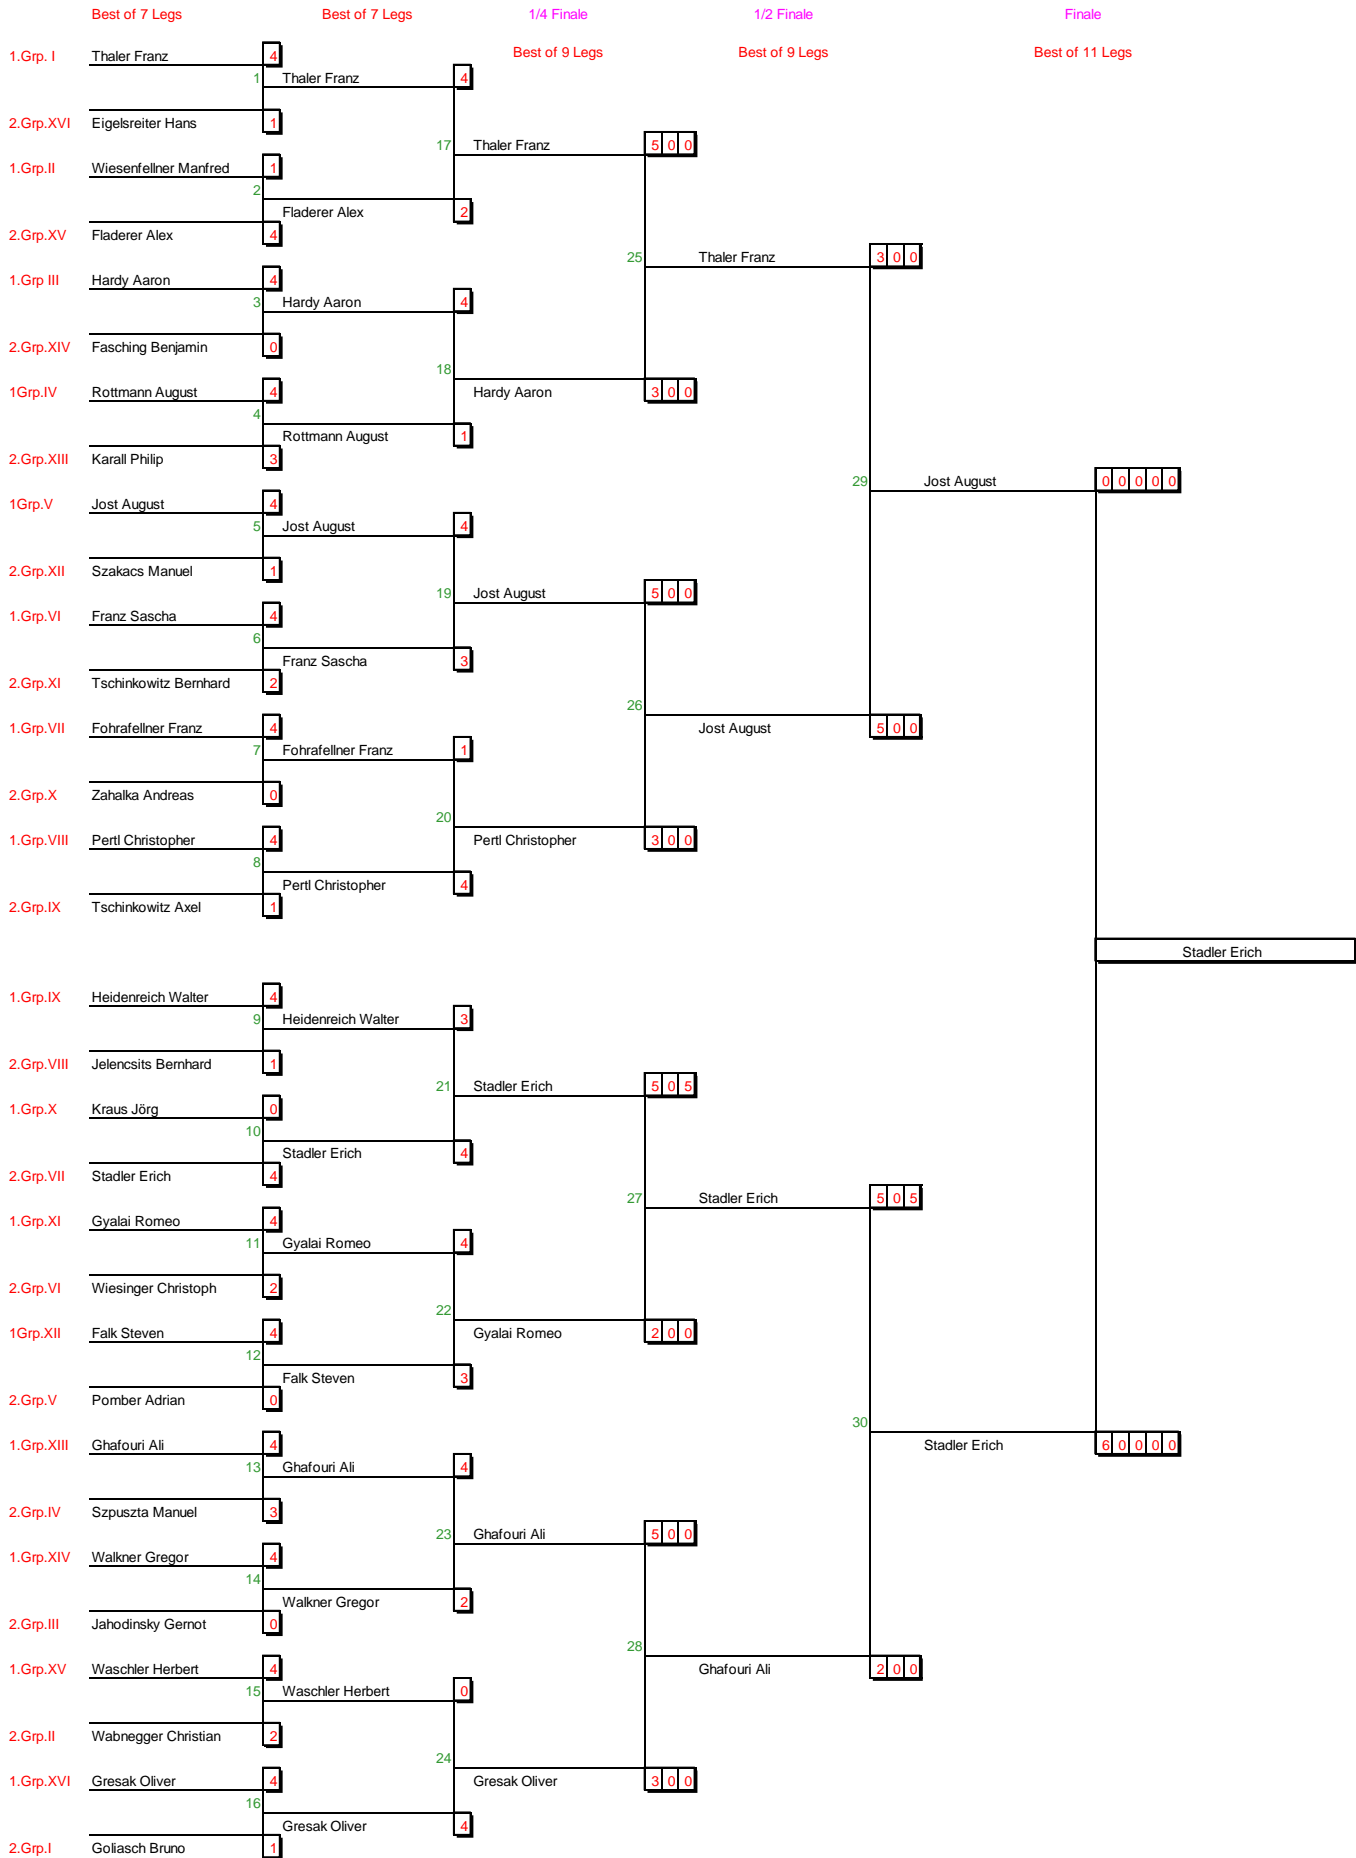 Best of 7 Legs Best of 7 Legs 1/4 Finale 1/2 Finale Finale
1.Grp. I Thaler Franz 4 Best of 9 Legs Best of 9 Legs Best of 11 Legs
1 Thaler Franz 4
2.Grp.XVI Eigelsreiter Hans 1
17 Thaler Franz 5 0 0
1.Grp.II Wiesenfellner Manfred 1
2
Fladerer Alex 2
2.Grp.XV Fladerer Alex 4
25 Thaler Franz 3 0 0
1.Grp III Hardy Aaron 4
3 Hardy Aaron 4
2.Grp.XIV Fasching Benjamin 0
18
1Grp.IV Rottmann August 4 Hardy Aaron 3 0 0
4
Rottmann August 1
2.Grp.XIII Karall Philip 3
29 Jost August 0 0 0 0 0
1Grp.V Jost August 4
5 Jost August 4
2.Grp.XII Szakacs Manuel 1
19 Jost August 5 0 0
1.Grp.VI Franz Sascha 4
6
Franz Sascha 3
2.Grp.XI Tschinkowitz Bernhard 2
26
1.Grp.VII Fohrafellner Franz 4 Jost August 5 0 0
7 Fohrafellner Franz 1
2.Grp.X Zahalka Andreas 0
20
1.Grp.VIII Pertl Christopher 4 Pertl Christopher 3 0 0
8
Pertl Christopher 4
2.Grp.IX Tschinkowitz Axel 1
Stadler Erich
1.Grp.IX Heidenreich Walter 4
9 Heidenreich Walter 3
2.Grp.VIII Jelencsits Bernhard 1
21 Stadler Erich 5 0 5
1.Grp.X Kraus Jörg 0
10
Stadler Erich 4
2.Grp.VII Stadler Erich 4
27 Stadler Erich 5 0 5
1.Grp.XI Gyalai Romeo 4
11 Gyalai Romeo 4
2.Grp.VI Wiesinger Christoph 2
22
1Grp.XII Falk Steven 4 Gyalai Romeo 2 0 0
12
Falk Steven 3
2.Grp.V Pomber Adrian 0
30
1.Grp.XIII Ghafouri Ali 4 Stadler Erich 6 0 0 0 0
13 Ghafouri Ali 4
2.Grp.IV Szpuszta Manuel 3
23 Ghafouri Ali 5 0 0
1.Grp.XIV Walkner Gregor 4
14
Walkner Gregor 2
2.Grp.III Jahodinsky Gernot 0
28
1.Grp.XV Waschler Herbert 4 Ghafouri Ali 2 0 0
15 Waschler Herbert 0
2.Grp.II Wabnegger Christian 2
24
1.Grp.XVI Gresak Oliver 4 Gresak Oliver 3 0 0
16
Gresak Oliver 4
2.Grp.I Goliasch Bruno 1